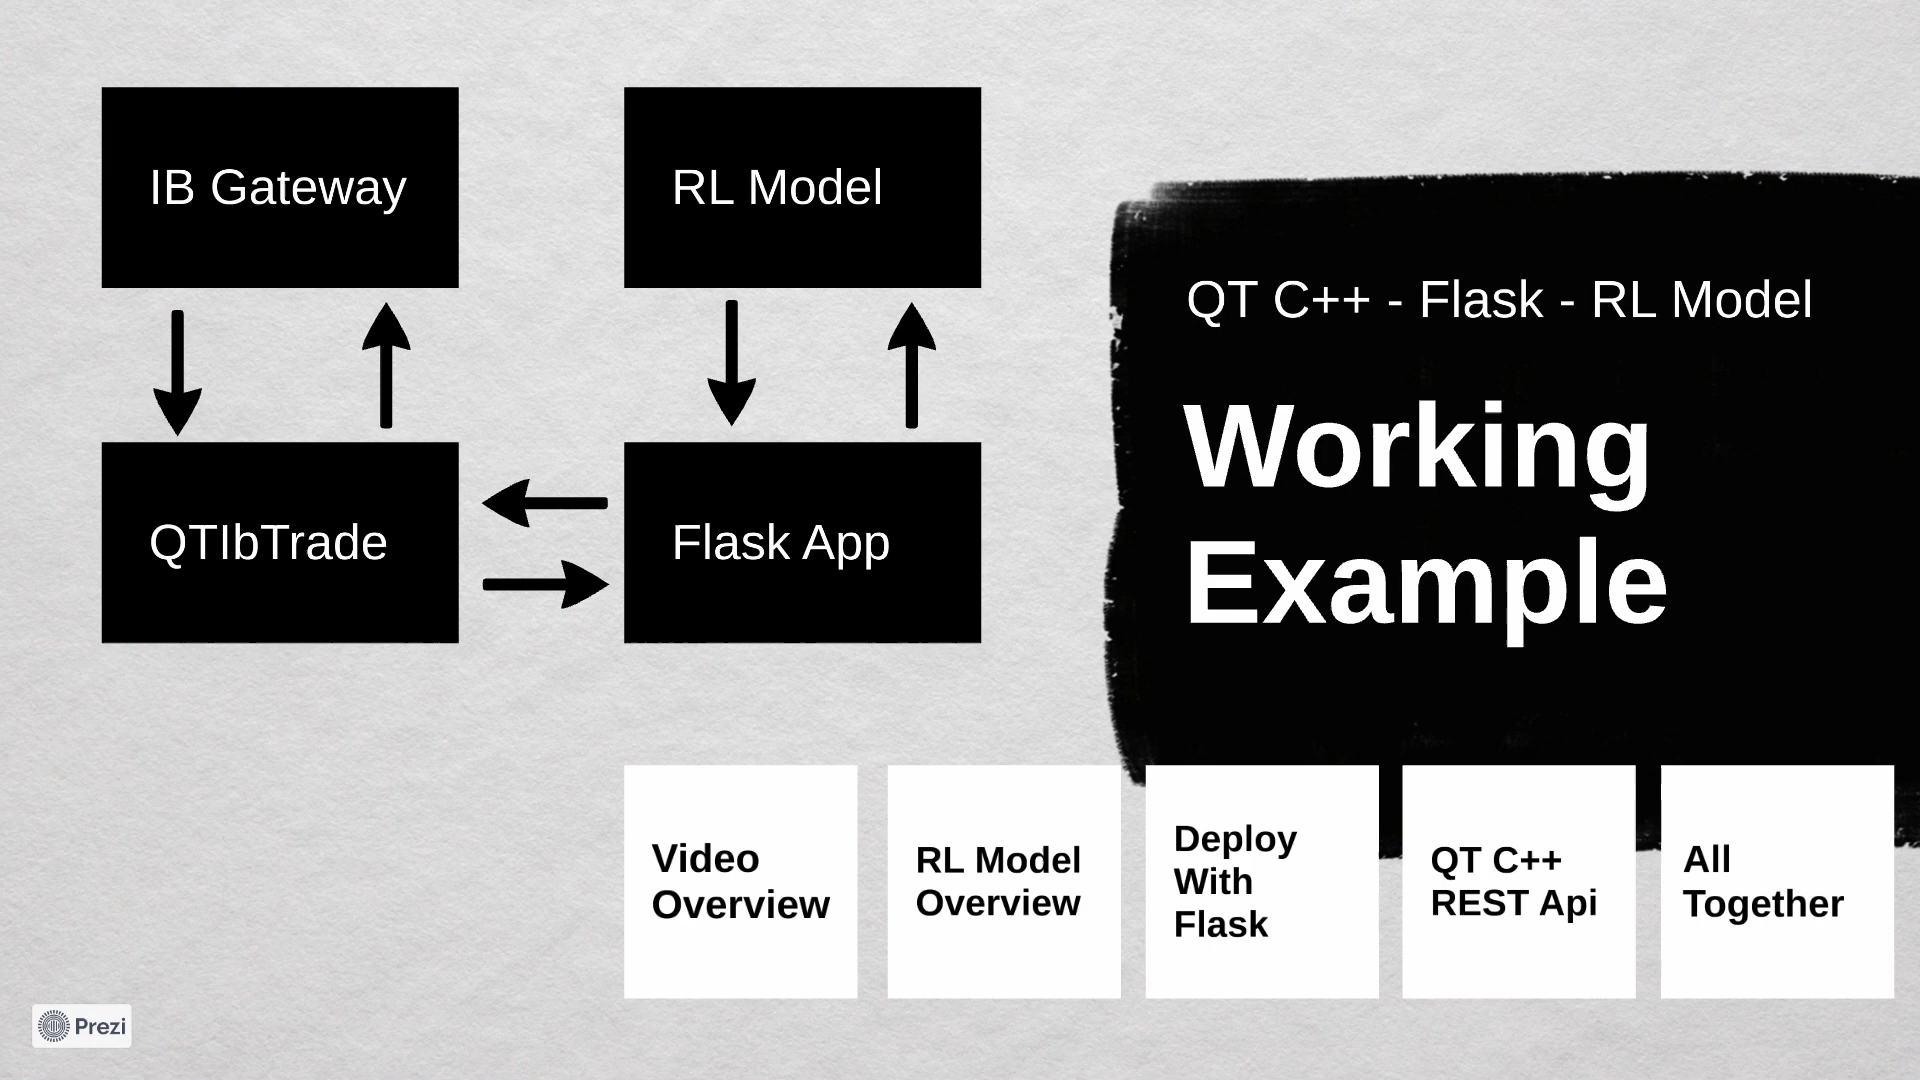 IB Gateway
RL Model
QTIbTrade
Flask App
QT C++ - Flask - RL Model
Working
Example
Video
Overview
RL Model
Overview
Deploy
With
Flask
QT C++
REST Api
All
Together
Prezi